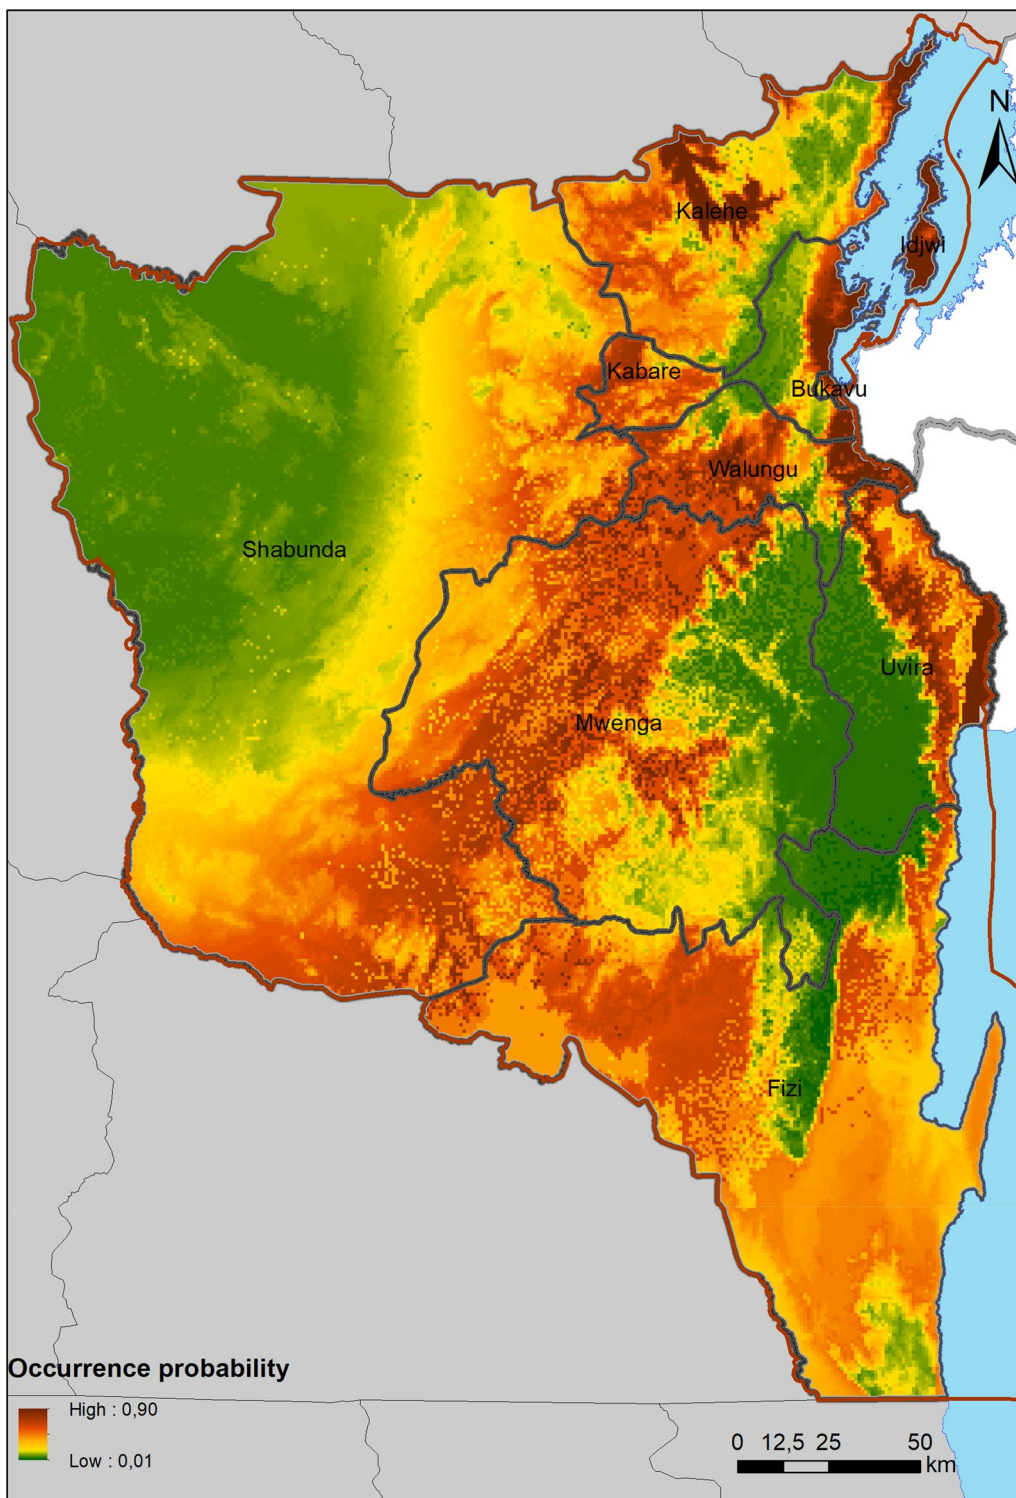 N
Kalehe
Idjwi
Kabare
Bukavu
Walungu
Shabunda
Uvira
Mwenga
Fizi
Occurrence probability
High : 0,90
Low : 0,01
0 12,5 25 50
km